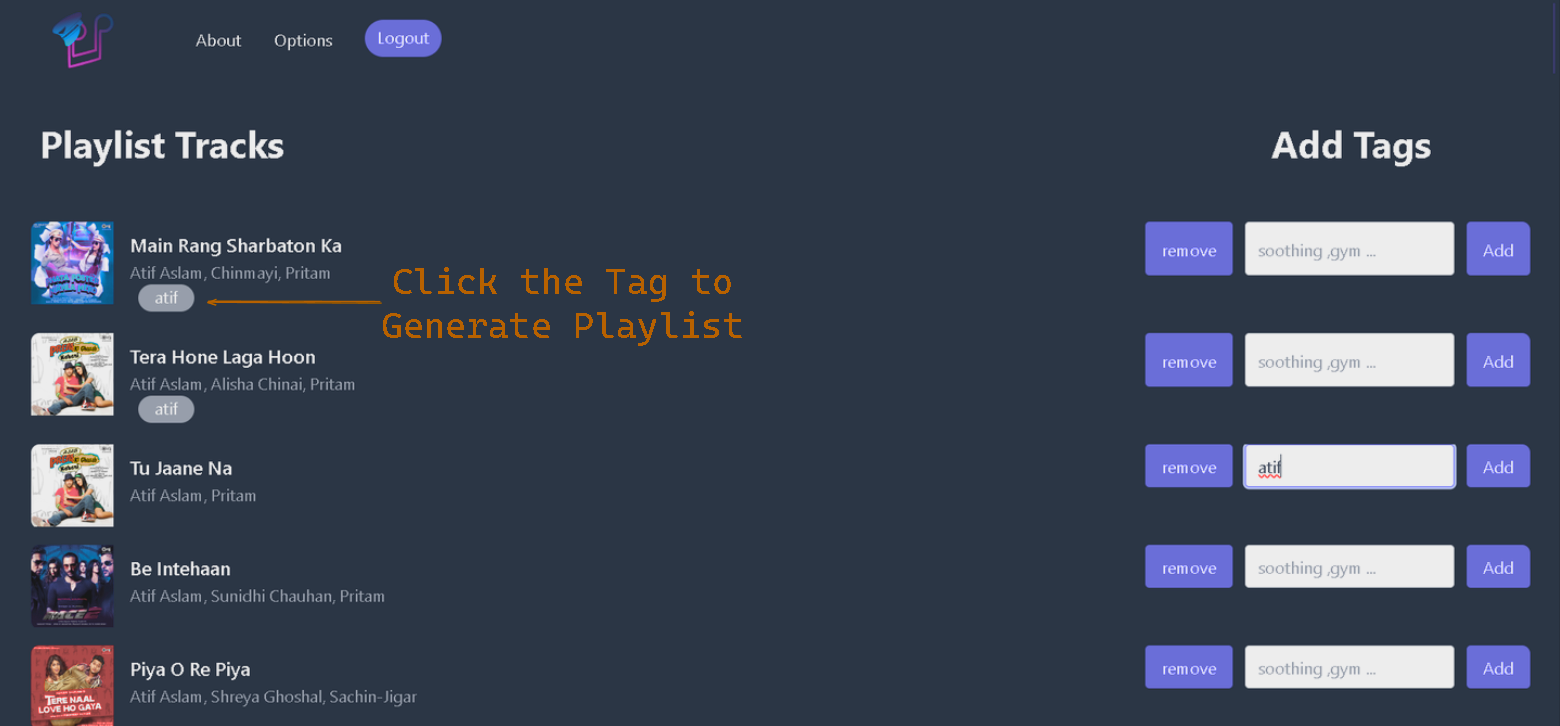 About Options Logout
Playlist Tracks
Add Tags
Main Rang Sharbaton Ka
Atif Aslam, Chinmayi, Pritam
atif
remove soothing ,gym ... Add
Click the Tag to
Generate Playlist
Tera Hone Laga Hoon
Atif Aslam, Alisha Chinai, Pritam
atif
remove soothing ,gym ... Add
Tu Jaane Na
Atif Aslam, Pritam
remove atif Add
Be Intehaan
Atif Aslam, Sunidhi Chauhan, Pritam
remove soothing ,gym ... Add
RACE 2
Piya O Re Piya
Atif Aslam, Shreya Ghoshal, Sachin-Jigar
remove soothing ,gym ... Add
TERE NAAL
LOVE HO GAYA